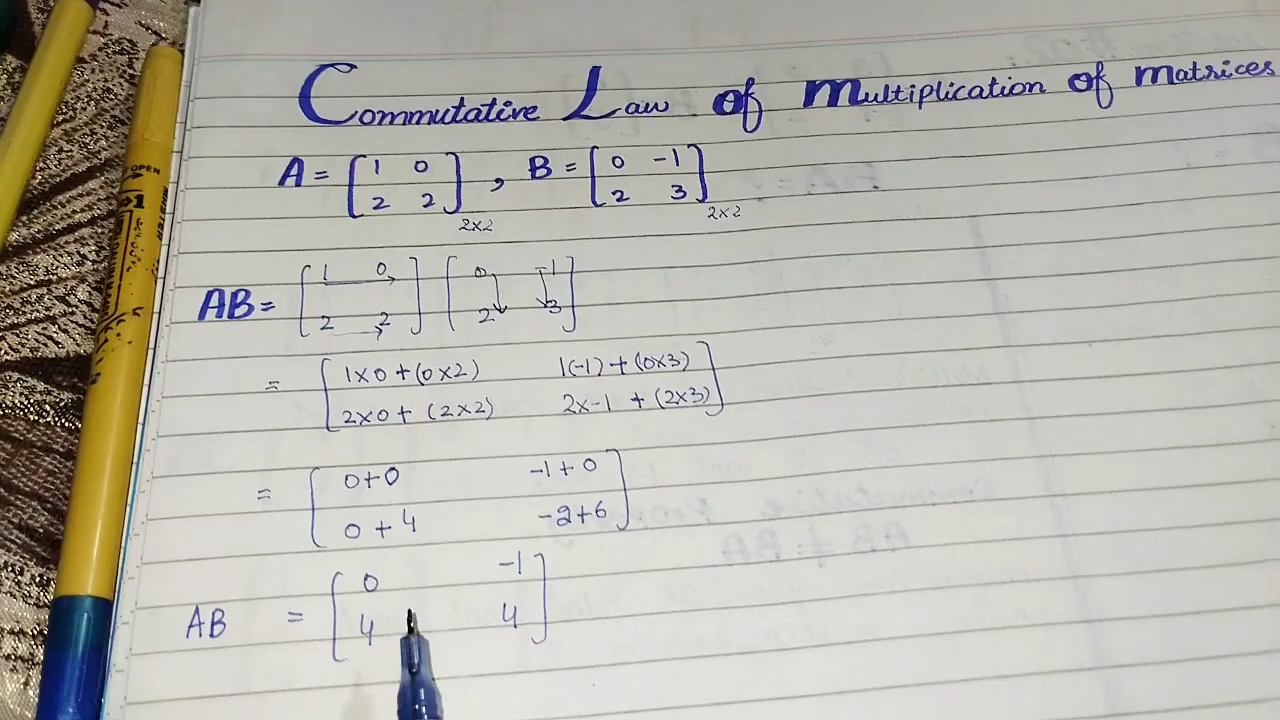 Commutative Law of Multiplication of Matrices
A = [1 0 2 2] 2x2 , B = [0 -1 2 3] 2x2
AB = [1 0 2 2] [0 -1 2 3]
= [1x0+(0x2) 1(-1)+(0x3)
2x0+(2x2) 2x-1+(2x3)]
= [0+0 -1+0
0+4 -2+6]
AB = [0 -1
4 4]
OPEN